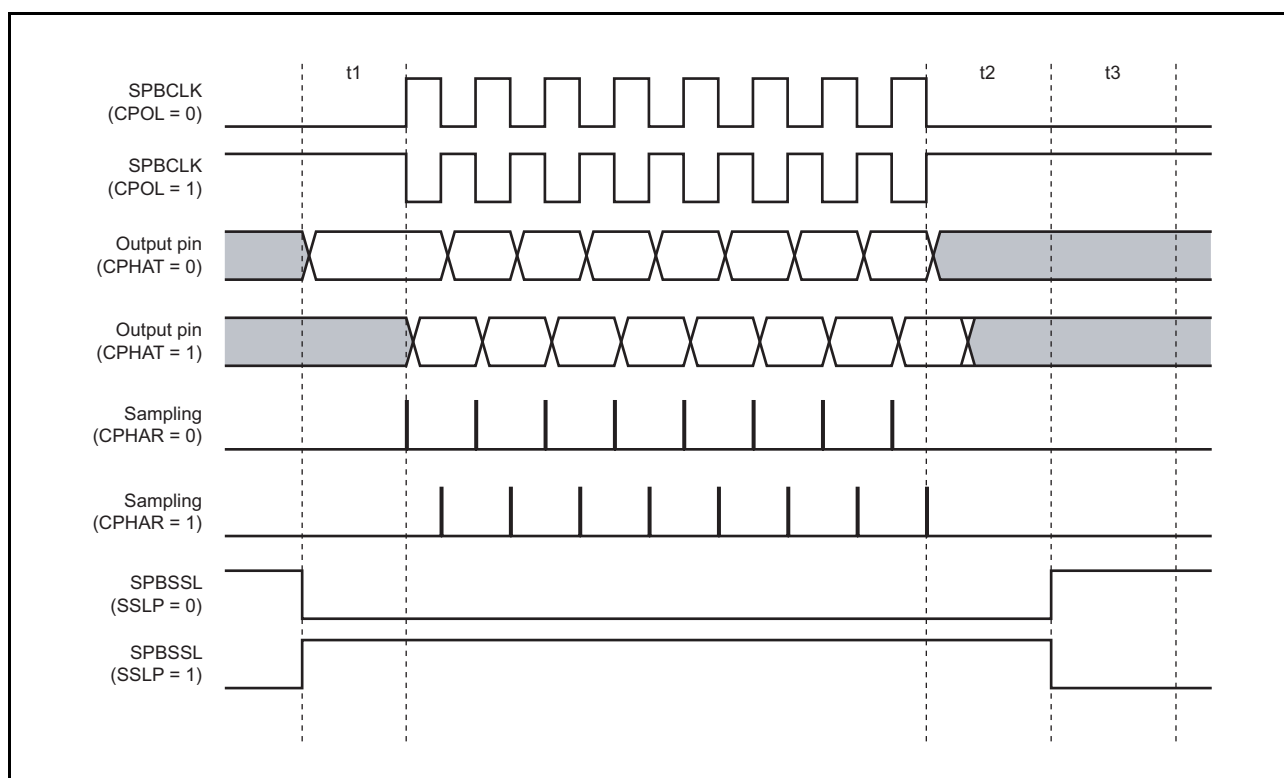 t1
t2
t3
SPBCLK
(CPOL = 0)
SPBCLK
(CPOL = 1)
Output pin
(CPHAT = 0)
Output pin
(CPHAT = 1)
Sampling
(CPHAR = 0)
Sampling
(CPHAR = 1)
SPBSSL
(SSLP = 0)
SPBSSL
(SSLP = 1)